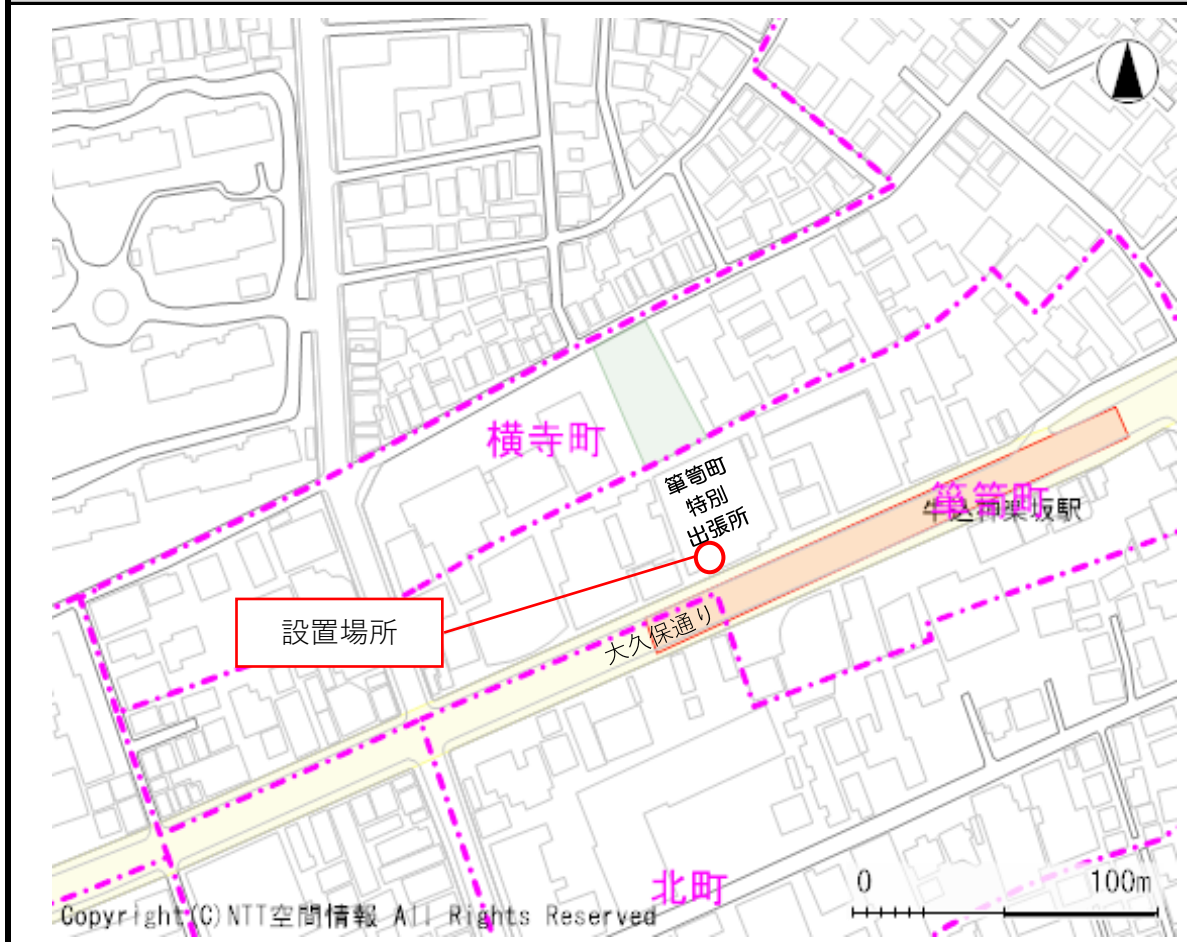 横寺町
箪笥町
特別
出張所
箪笥町
牛込神楽坂駅
設置場所
大久保通り
北町
0 100m
Copyright(C)NTT空間情報 All Rights Reserved